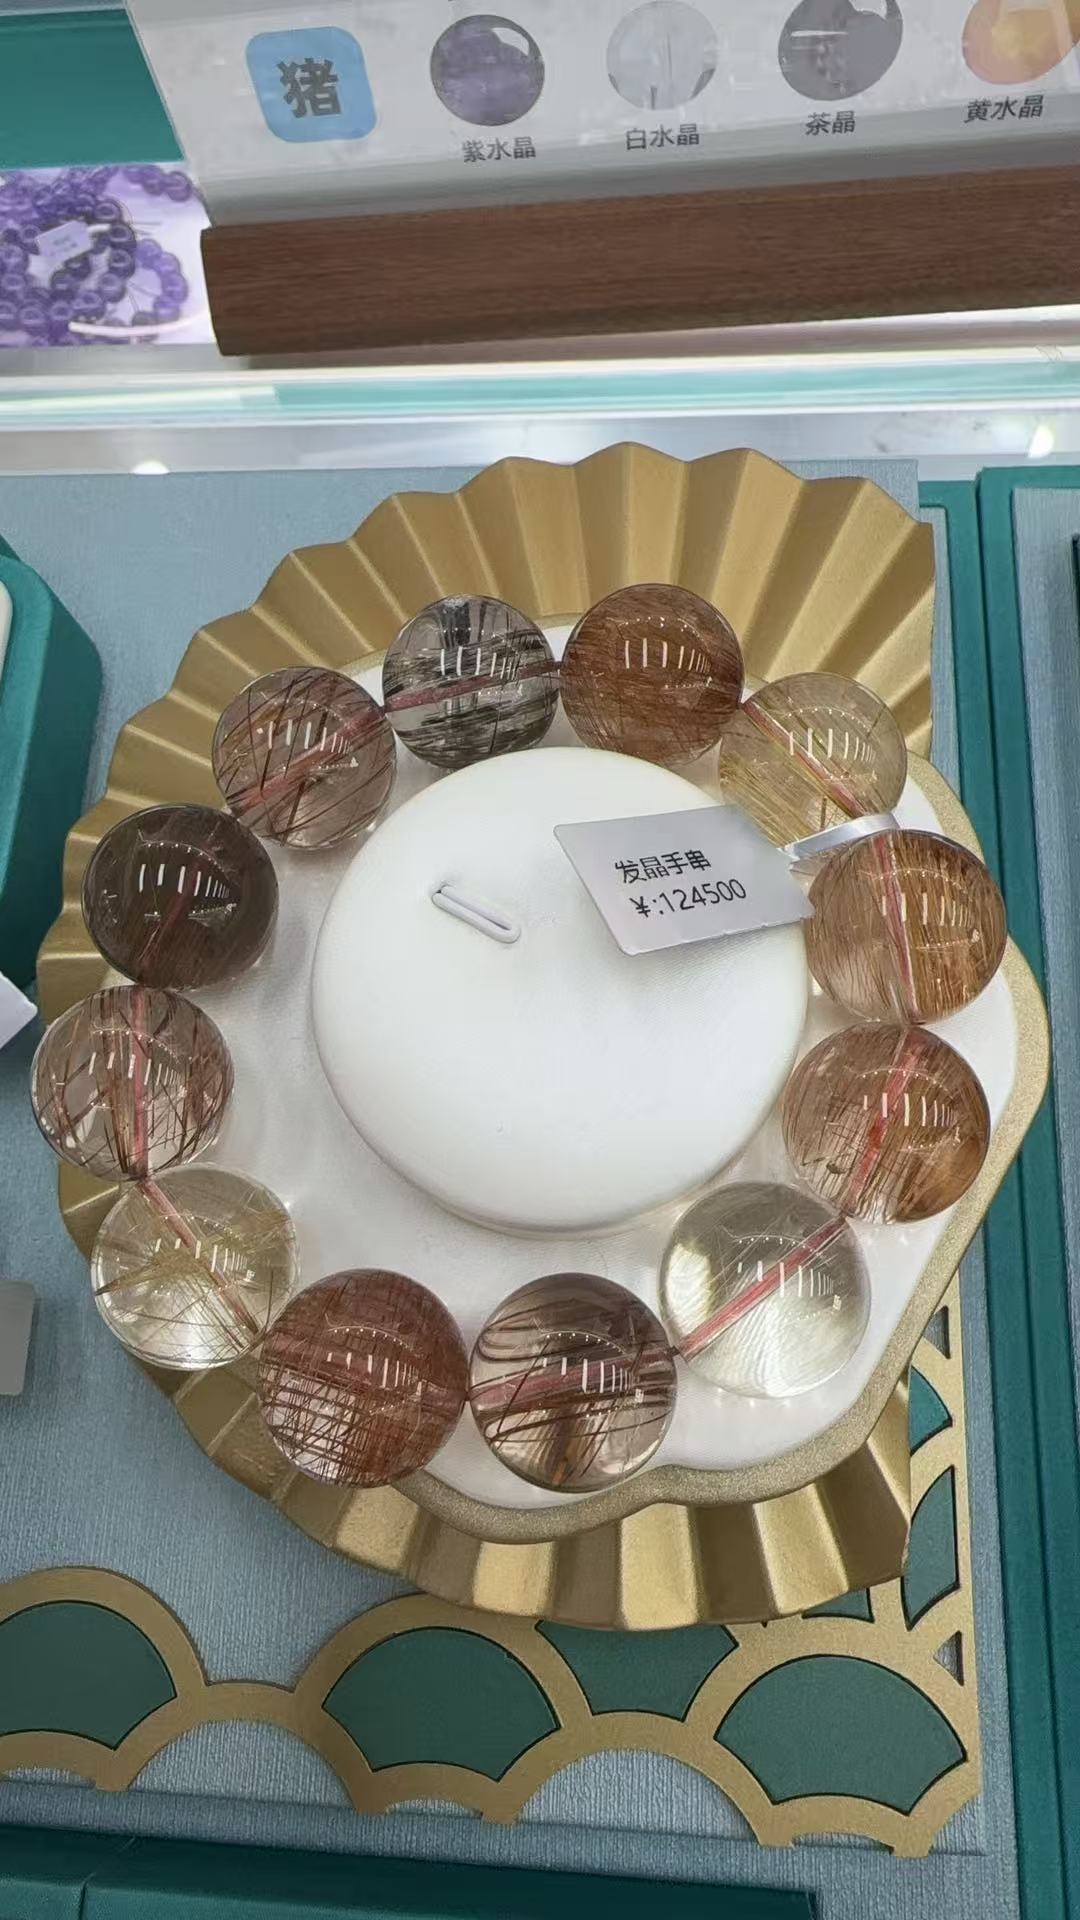 猪
紫水晶
白水晶
茶晶
黄水晶
发晶手串
¥:124500